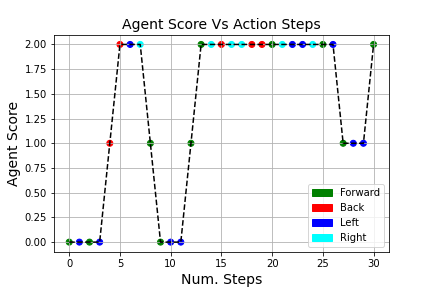 Agent Score Vs Action Steps
2.00
1.75
1.50
1.25
1.00
0.75
0.50
0.25
0.00
Agent Score
Forward
Back
Left
Right
0 5 10 15 20 25 30
Num. Steps